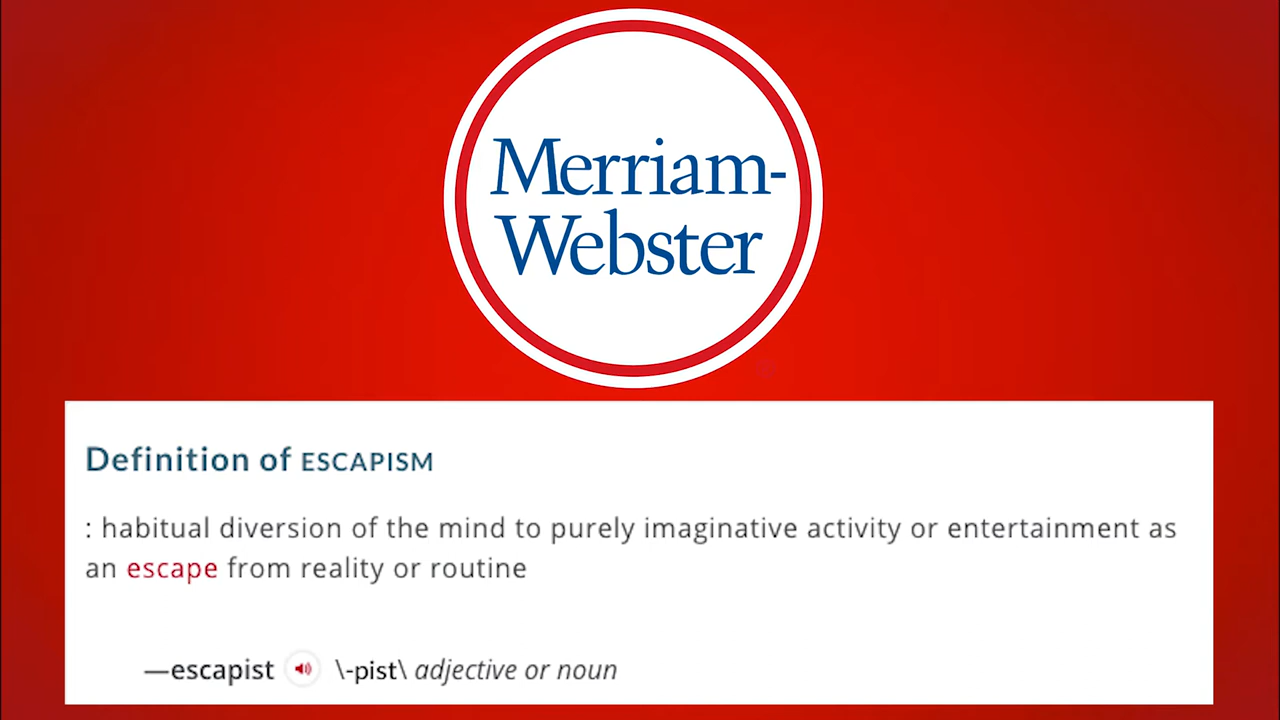 Merriam-
Webster
Definition of ESCAPISM
: habitual diversion of the mind to purely imaginative activity or entertainment as
an escape from reality or routine
—escapist \-pist\ adjective or noun